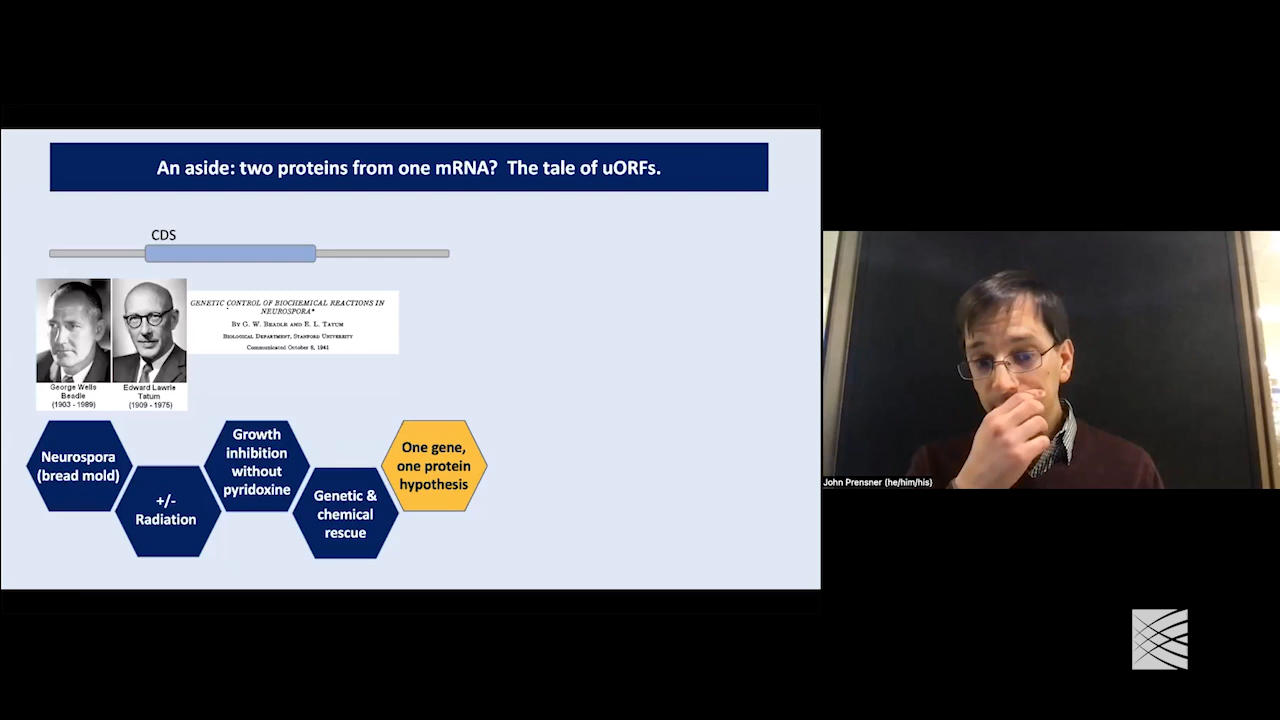 An aside: two proteins from one mRNA?  The tale of uORFs.
CDS
GENETIC CONTROL OF BIOCHEMICAL REACTIONS IN
NEUROSPORA*
By G. W. Beadle and E. L. Tatum
Biological Department, Stanford University
Communicated October 8, 1941
George Wells
Beadle
(1903 - 1989)
Edward Lawrie
Tatum
(1909 - 1975)
Neurospora
(bread mold)
+/-
Radiation
Growth
inhibition
without
pyridoxine
Genetic &
chemical
rescue
One gene,
one protein
hypothesis
John Prensner (he/him/his)